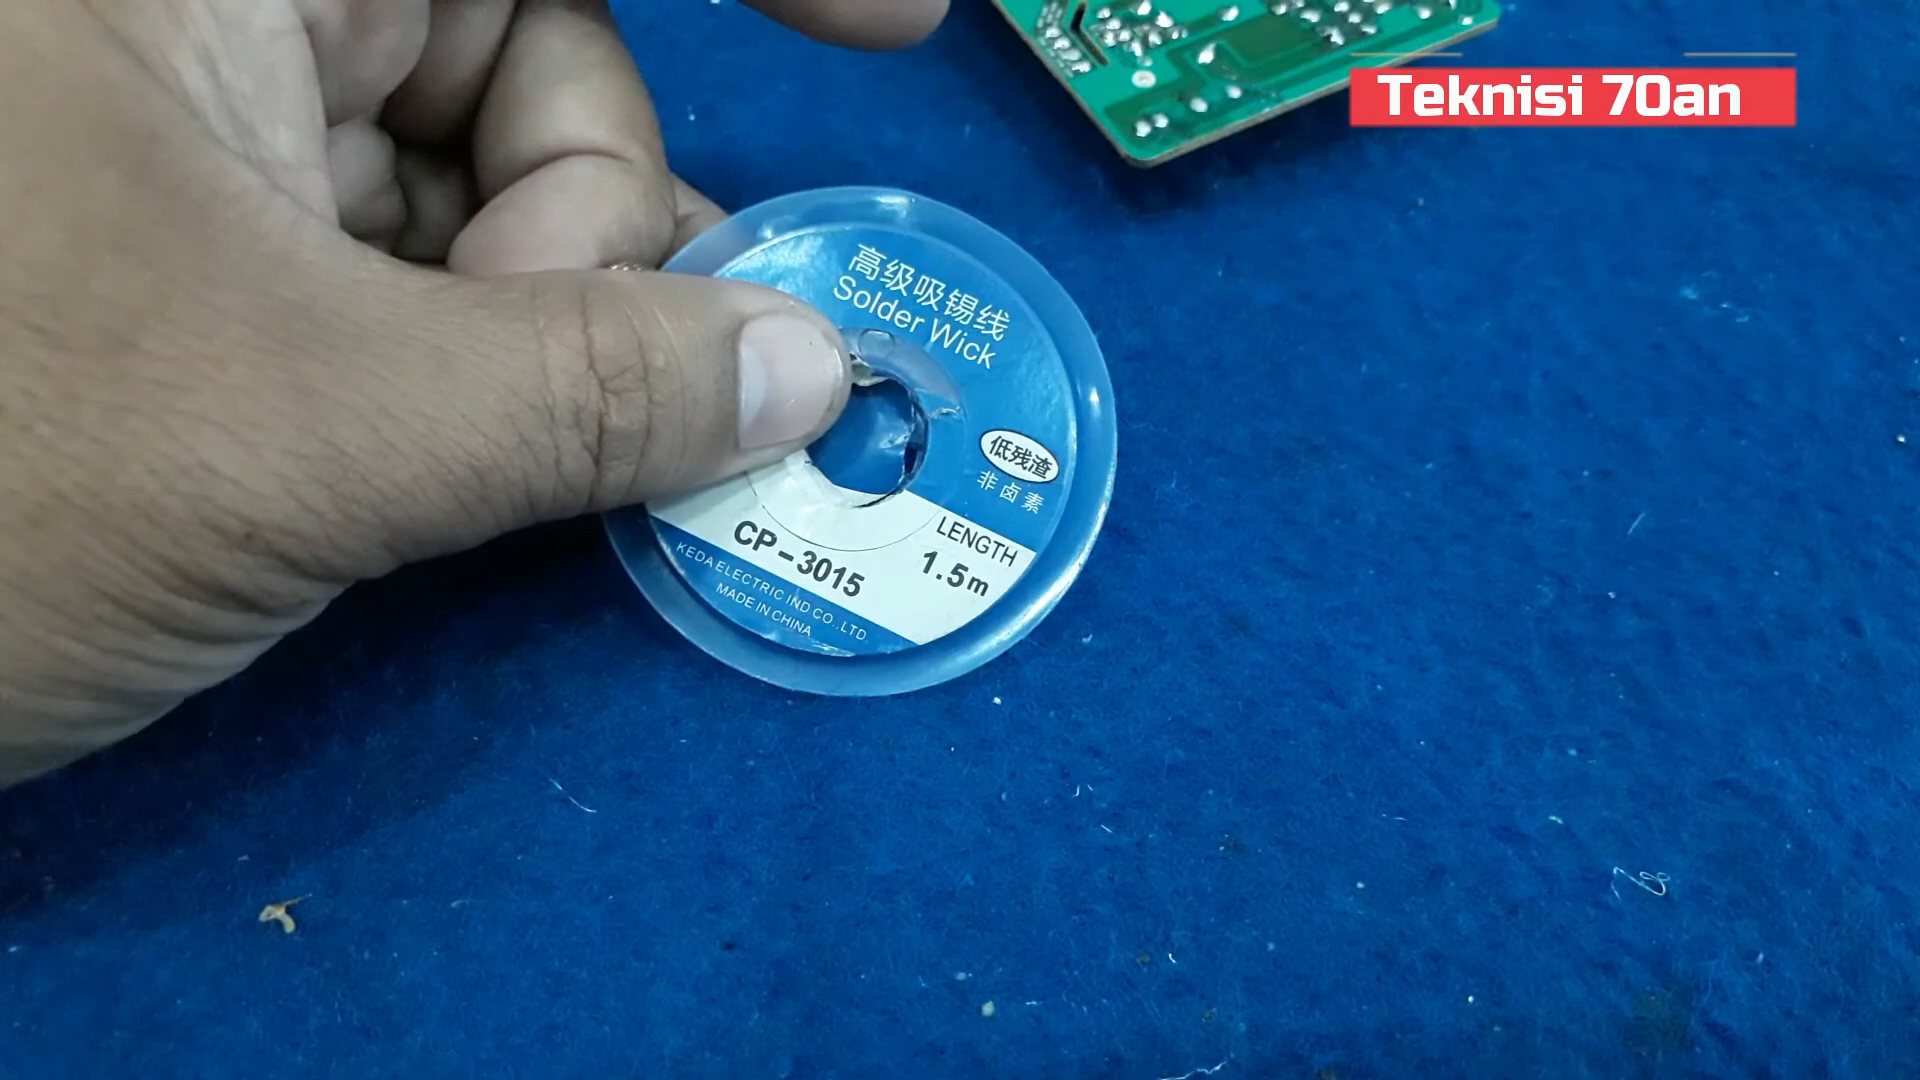 Teknisi 70an
高级吸锡线
Solder Wick
低残渣
非卤素
LENGTH
1.5m
CP-3015
KEDA ELECTRIC IND CO.,LTD
MADE IN CHINA